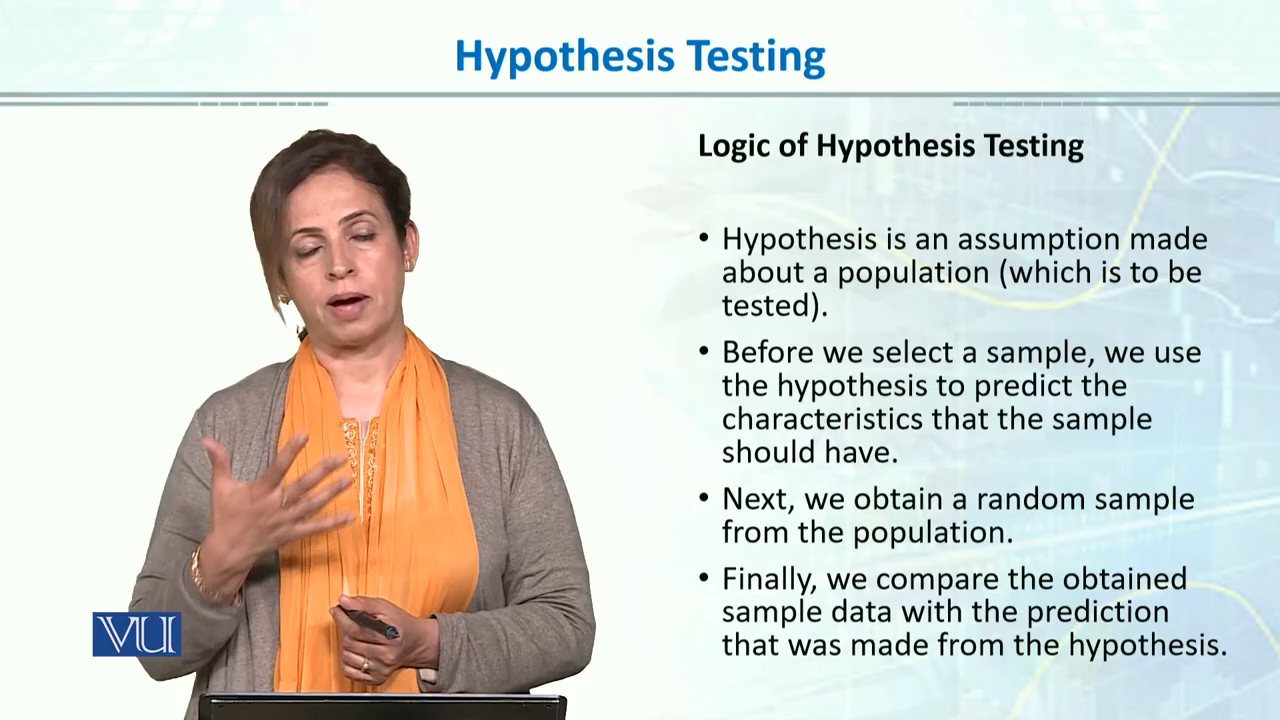 Hypothesis Testing
Logic of Hypothesis Testing
• Hypothesis is an assumption made
about a population (which is to be
tested).
• Before we select a sample, we use
the hypothesis to predict the
characteristics that the sample
should have.
• Next, we obtain a random sample
from the population.
• Finally, we compare the obtained
sample data with the prediction
that was made from the hypothesis.
VU